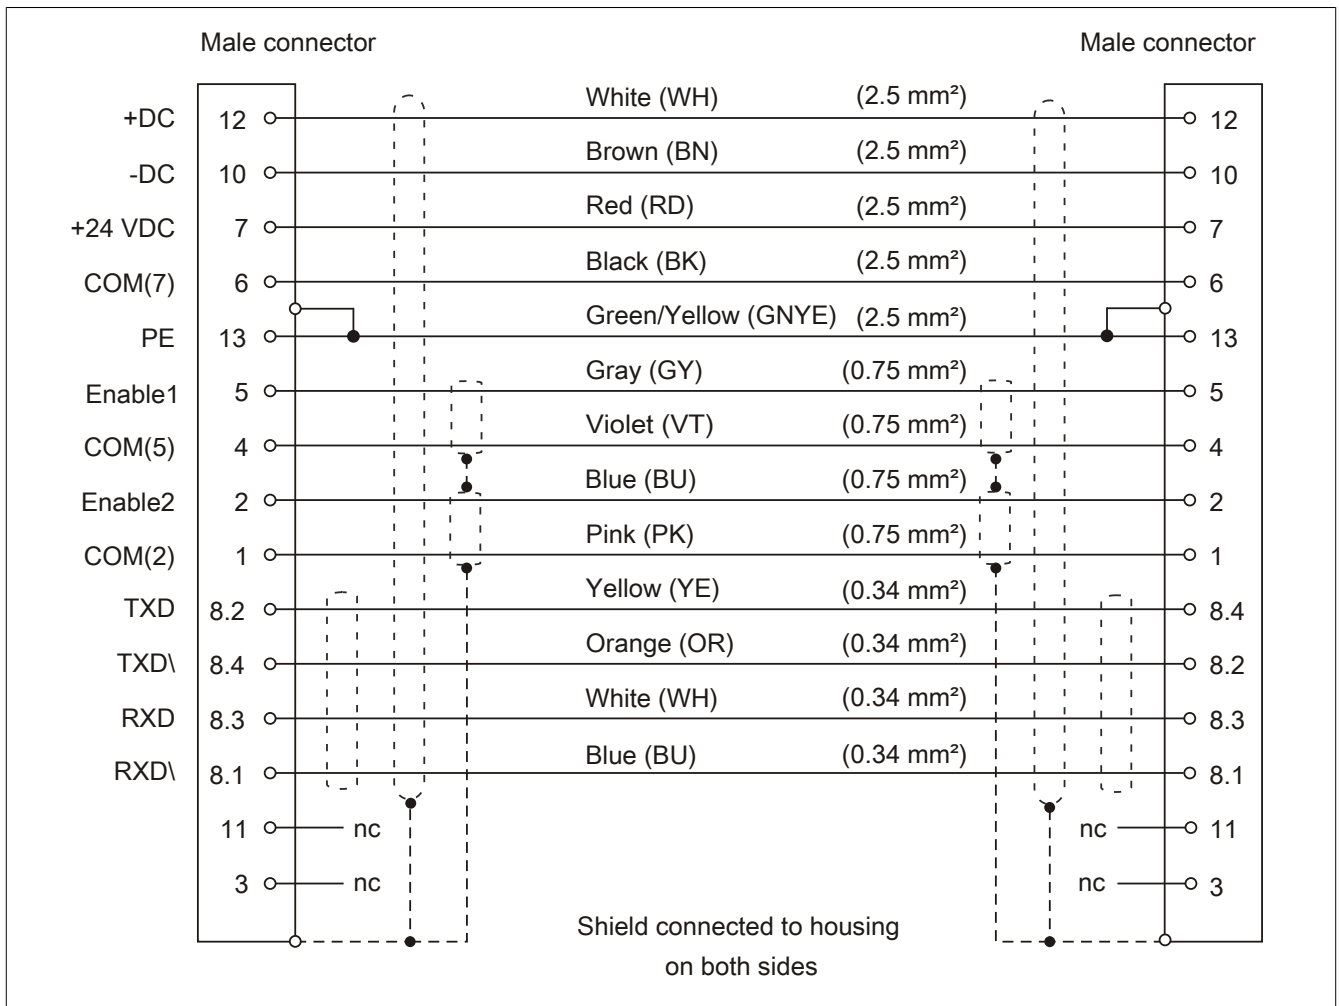 Male connector Male connector
+DC 12 White (WH) (2.5 mm²) 12
-DC 10 Brown (BN) (2.5 mm²) 10
+24 VDC 7 Red (RD) (2.5 mm²) 7
COM(7) 6 Black (BK) (2.5 mm²) 6
PE 13 Green/Yellow (GNYE) (2.5 mm²) 13
Enable1 5 Gray (GY) (0.75 mm²) 5
COM(5) 4 Violet (VT) (0.75 mm²) 4
Enable2 2 Blue (BU) (0.75 mm²) 2
COM(2) 1 Pink (PK) (0.75 mm²) 1
TXD 8.2 Yellow (YE) (0.34 mm²) 8.4
TXD\ 8.4 Orange (OR) (0.34 mm²) 8.2
RXD 8.3 White (WH) (0.34 mm²) 8.3
RXD\ 8.1 Blue (BU) (0.34 mm²) 8.1
11 nc nc 11
3 nc nc 3
Shield connected to housing
on both sides